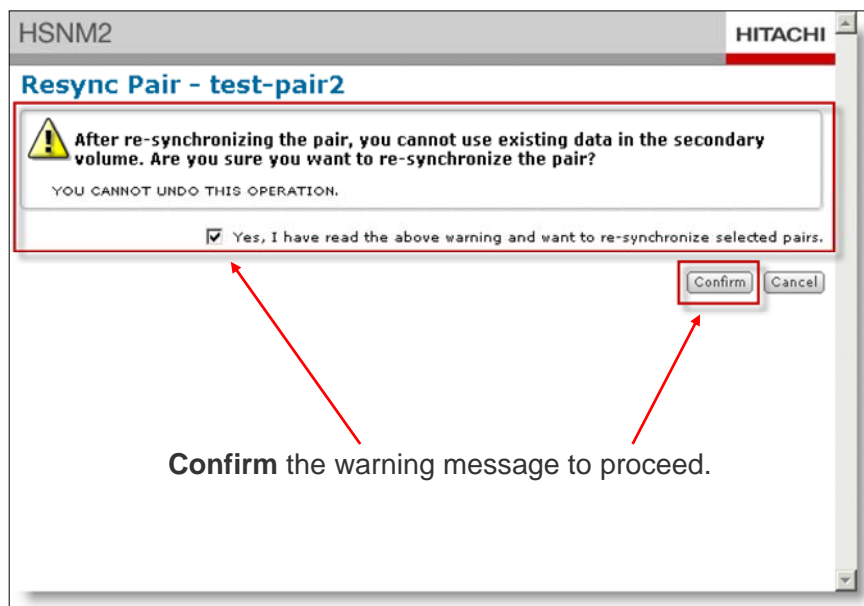 HSNM2
HITACHI
Resync Pair - test-pair2
After re-synchronizing the pair, you cannot use existing data in the secondary
volume. Are you sure you want to re-synchronize the pair?
YOU CANNOT UNDO THIS OPERATION.
Yes, I have read the above warning and want to re-synchronize selected pairs.
Confirm Cancel
Confirm the warning message to proceed.